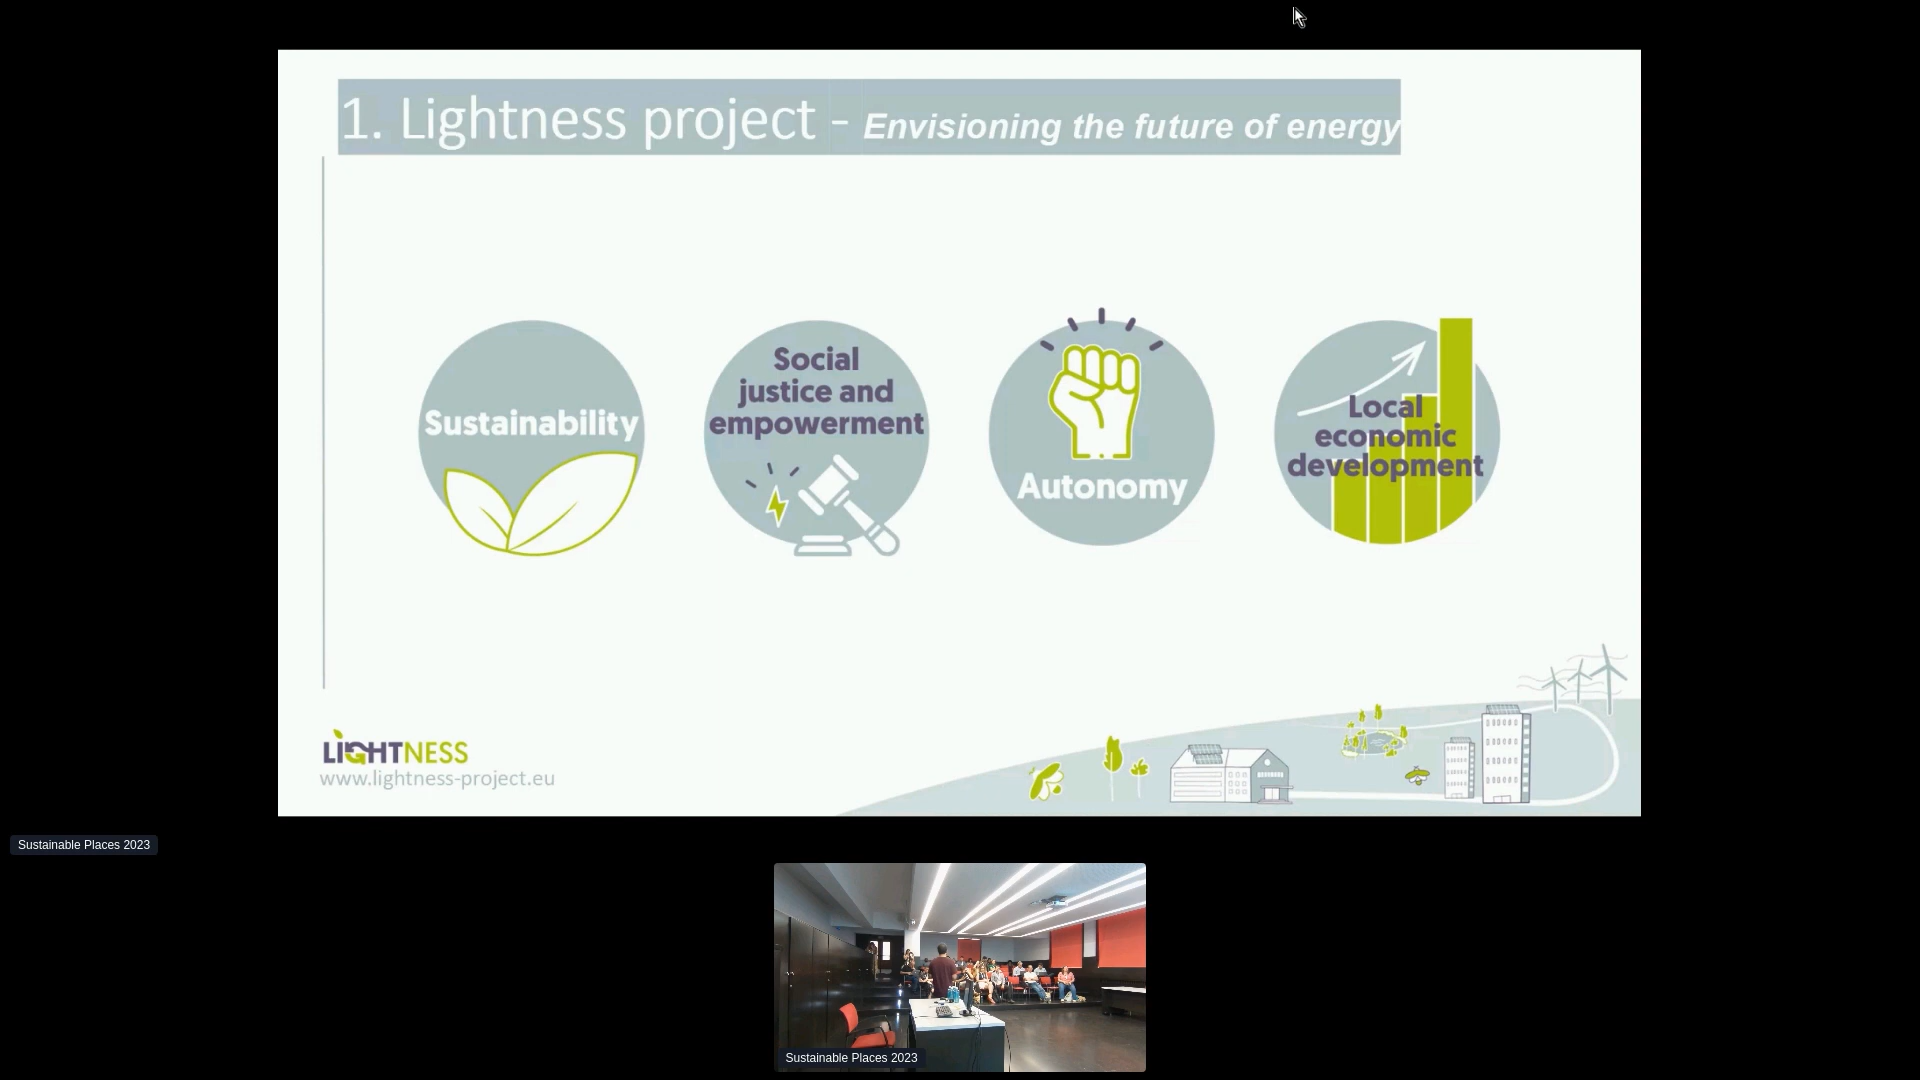 1. Lightness project - Envisioning the future of energy
Sustainability
Social
justice and
empowerment
Autonomy
Local
economic
development
LIGHTNESS
www.lightness-project.eu
Sustainable Places 2023
Sustainable Places 2023